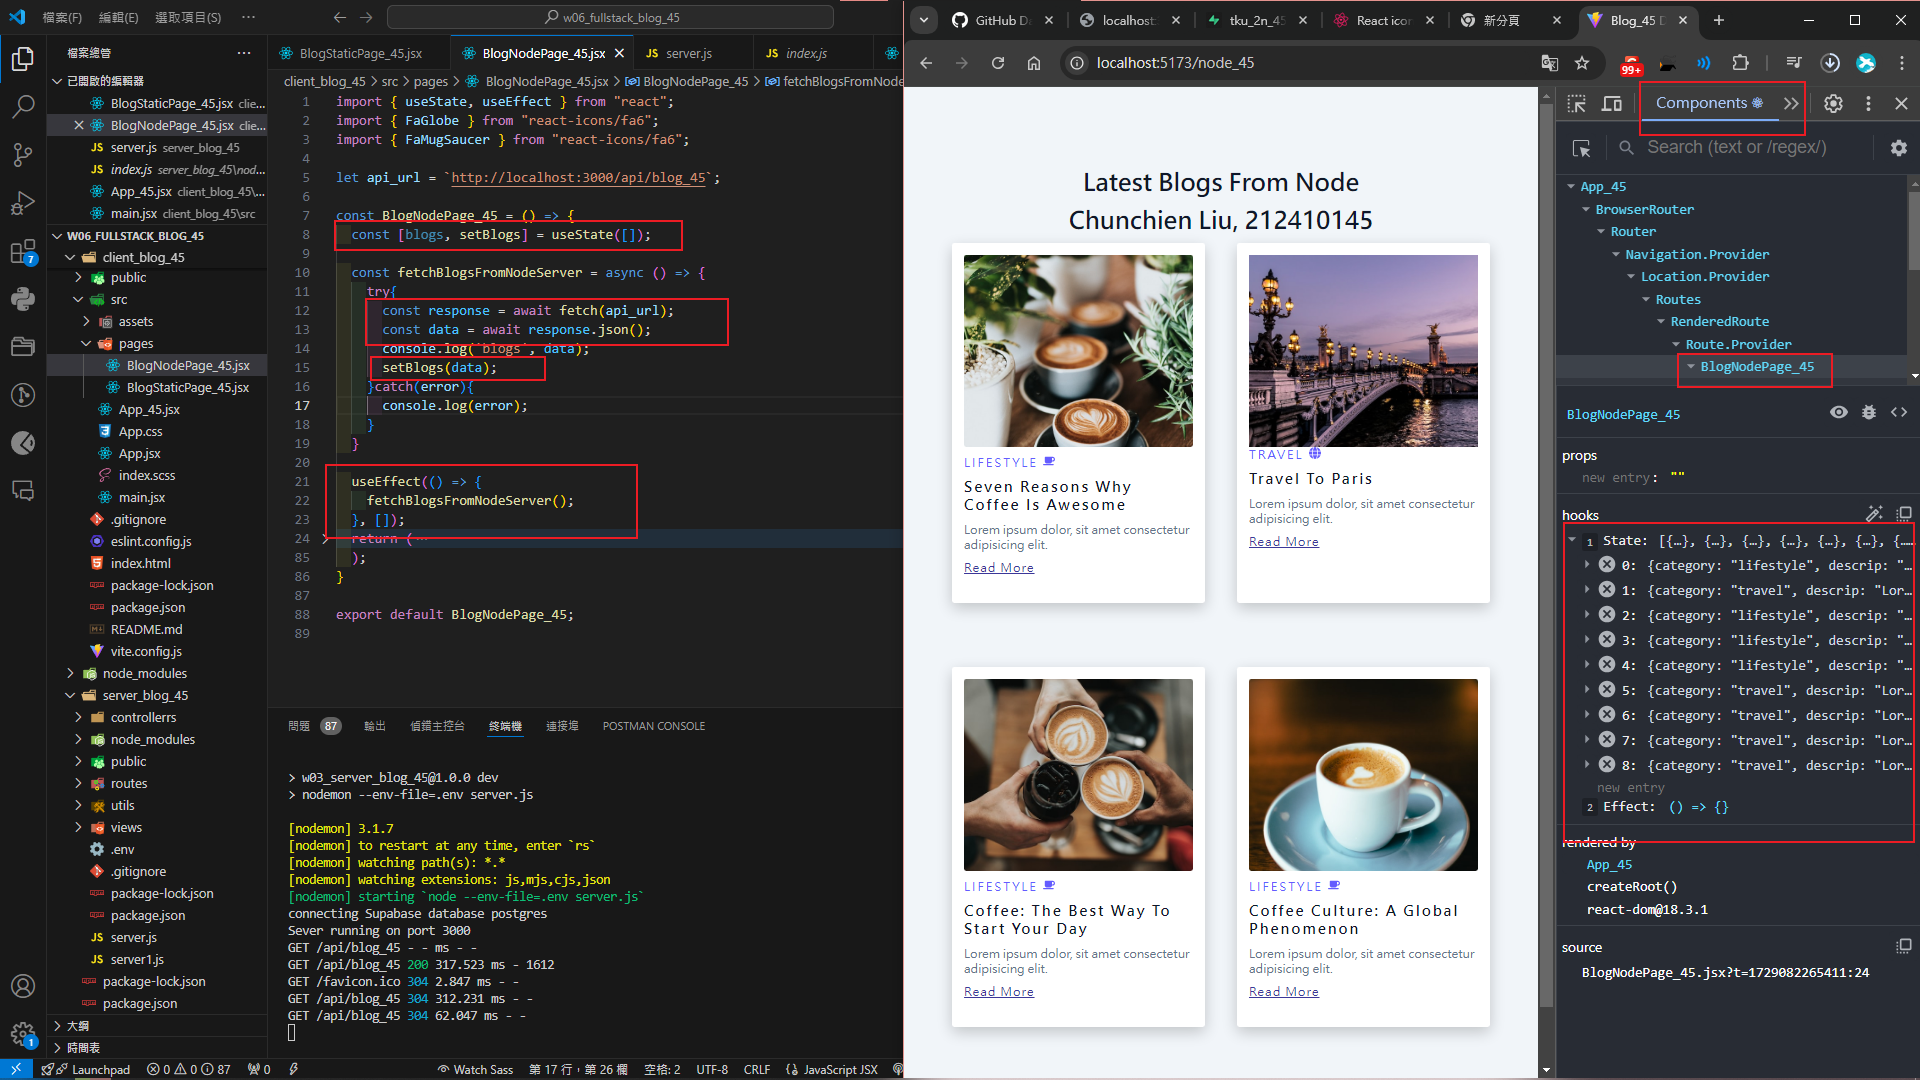 檔案(F) 編輯(E) 選取項目(S) ···
w06_fullstack_blog_45
檔案總管 ···
已開啟的編輯器
BlogStaticPage_45.jsx clie...
BlogNodePage_45.jsx clie...
server.js server_blog_45
index.js server_blog_45\nod...
App_45.jsx client_blog_45\...
main.jsx client_blog_45\src
W06_FULLSTACK_BLOG_45
client_blog_45
public
src
assets
pages
BlogNodePage_45.jsx
BlogStaticPage_45.jsx
App_45.jsx
App.css
App.jsx
index.scss
main.jsx
.gitignore
eslint.config.js
index.html
package-lock.json
package.json
README.md
vite.config.js
node_modules
server_blog_45
controllerrs
node_modules
public
routes
utils
views
.env
.gitignore
package-lock.json
package.json
server.js
server1.js
package-lock.json
package.json
大綱
時間表
7
1
BlogStaticPage_45.jsx
BlogNodePage_45.jsx
server.js
index.js
client_blog_45 > src > pages > BlogNodePage_45.jsx > BlogNodePage_45 > fetchBlogsFromNode
1 import { useState, useEffect } from "react";
2 import { FaGlobe } from "react-icons/fa6";
3 import { FaMugSaucer } from "react-icons/fa6";
4
5 let api_url = `http://localhost:3000/api/blog_45`;
6
7 const BlogNodePage_45 = () => {
8 const [blogs, setBlogs] = useState([]);
9
10 const fetchBlogsFromNodeServer = async () => {
11 try{
12 const response = await fetch(api_url);
13 const data = await response.json();
14 console.log(`blogs`, data);
15 setBlogs(data);
16 }catch(error){
17 console.log(error);
18 }
19 }
20
21 useEffect(() => {
22 fetchBlogsFromNodeServer();
23 }, []);
24 return (···
85 );
86 }
87
88 export default BlogNodePage_45;
89
問題 87 輸出 偵錯主控台 終端機 連接埠 POSTMAN CONSOLE
> w03_server_blog_45@1.0.0 dev
> nodemon --env-file=.env server.js
[nodemon] 3.1.7
[nodemon] to restart at any time, enter `rs`
[nodemon] watching path(s): *.*
[nodemon] watching extensions: js,mjs,cjs,json
[nodemon] starting `node --env-file=.env server.js`
connecting Supabase database postgres
Sever running on port 3000
GET /api/blog_45 - - ms - -
GET /api/blog_45 200 317.523 ms - 1612
GET /favicon.ico 304 2.847 ms - -
GET /api/blog_45 304 312.231 ms - -
GET /api/blog_45 304 62.047 ms - -
Launchpad 0 0 87 0 Watch Sass 第 17 行，第 26 欄 空格: 2 UTF-8 CRLF JavaScript JSX
GitHub Da
localhost:
tku_2n_45
React icon
新分頁
Blog_45 D
localhost:5173/node_45
99+
Latest Blogs From Node
Chunchien Liu, 212410145
LIFESTYLE
Seven Reasons Why
Coffee Is Awesome
Lorem ipsum dolor, sit amet consectetur
adipisicing elit.
Read More
TRAVEL
Travel To Paris
Lorem ipsum dolor, sit amet consectetur
adipisicing elit.
Read More
LIFESTYLE
Coffee: The Best Way To
Start Your Day
Lorem ipsum dolor, sit amet consectetur
adipisicing elit.
Read More
LIFESTYLE
Coffee Culture: A Global
Phenomenon
Lorem ipsum dolor, sit amet consectetur
adipisicing elit.
Read More
Components
Search (text or /regex/)
App_45
BrowserRouter
Router
Navigation.Provider
Location.Provider
Routes
RenderedRoute
Route.Provider
BlogNodePage_45
BlogNodePage_45
props
new entry: ""
hooks
1 State: [{…}, {…}, {…}, {…}, {…}, {…}, {……
0: {category: "lifestyle", descrip: "…
1: {category: "travel", descrip: "Lor…
2: {category: "lifestyle", descrip: "…
3: {category: "lifestyle", descrip: "…
4: {category: "lifestyle", descrip: "…
5: {category: "travel", descrip: "Lor…
6: {category: "travel", descrip: "Lor…
7: {category: "travel", descrip: "Lor…
8: {category: "travel", descrip: "Lor…
new entry
2 Effect: () => {}
rendered by
App_45
createRoot()
react-dom@18.3.1
source
BlogNodePage_45.jsx?t=1729082265411:24